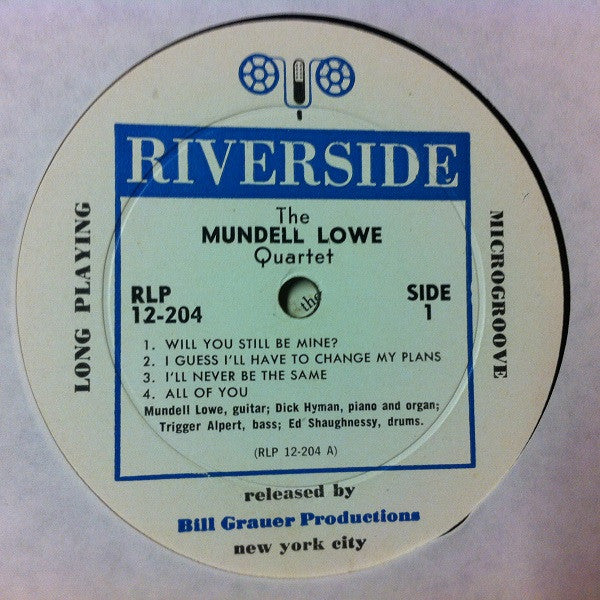 RIVERSIDE
The
MUNDELL LOWE
Quartet
RLP
12-204
SIDE
1
the
1. WILL YOU STILL BE MINE?
2. I GUESS I'LL HAVE TO CHANGE MY PLANS
3. I'LL NEVER BE THE SAME
4. ALL OF YOU
Mundell Lowe, guitar; Dick Hyman, piano and organ;
Trigger Alpert, bass; Ed Shaughnessy, drums.
(RLP 12-204 A)
LONG PLAYING
MICROGROOVE
released by
Bill Grauer Productions
new york city